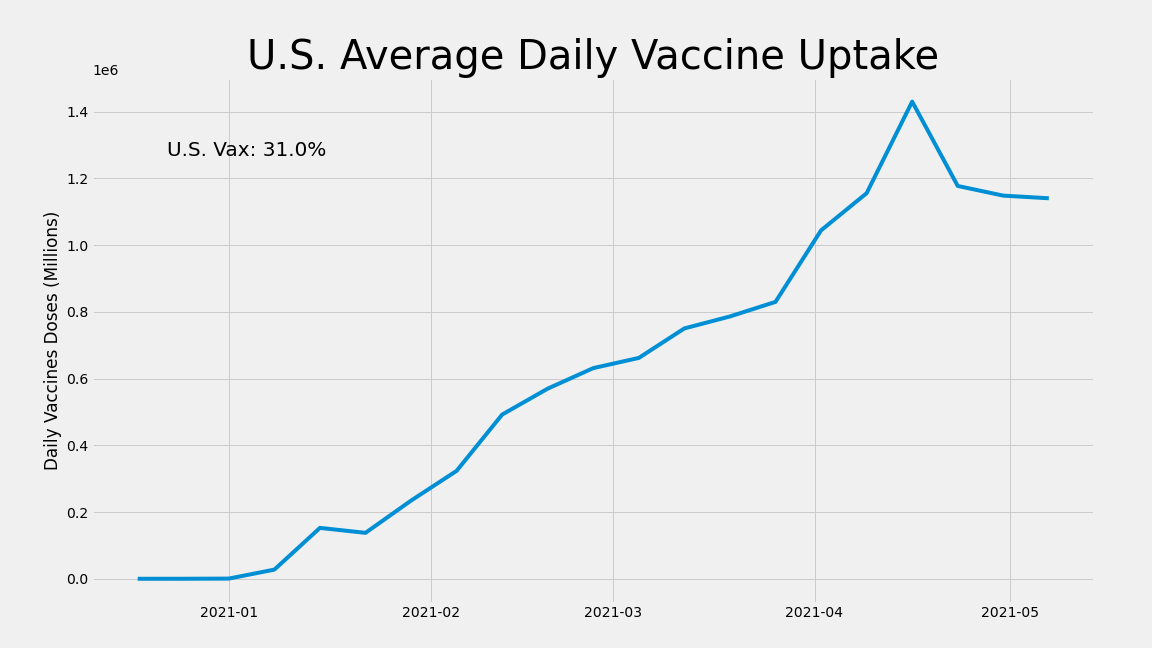 U.S. Average Daily Vaccine Uptake
1e6
1.4
U.S. Vax: 31.0%
1.2
1.0
0.8
0.6
0.4
0.2
0.0
Daily Vaccines Doses (Millions)
2021-01 2021-02 2021-03 2021-04 2021-05